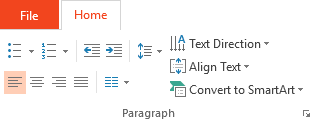 File Home
Text Direction
Align Text
Convert to SmartArt
Paragraph